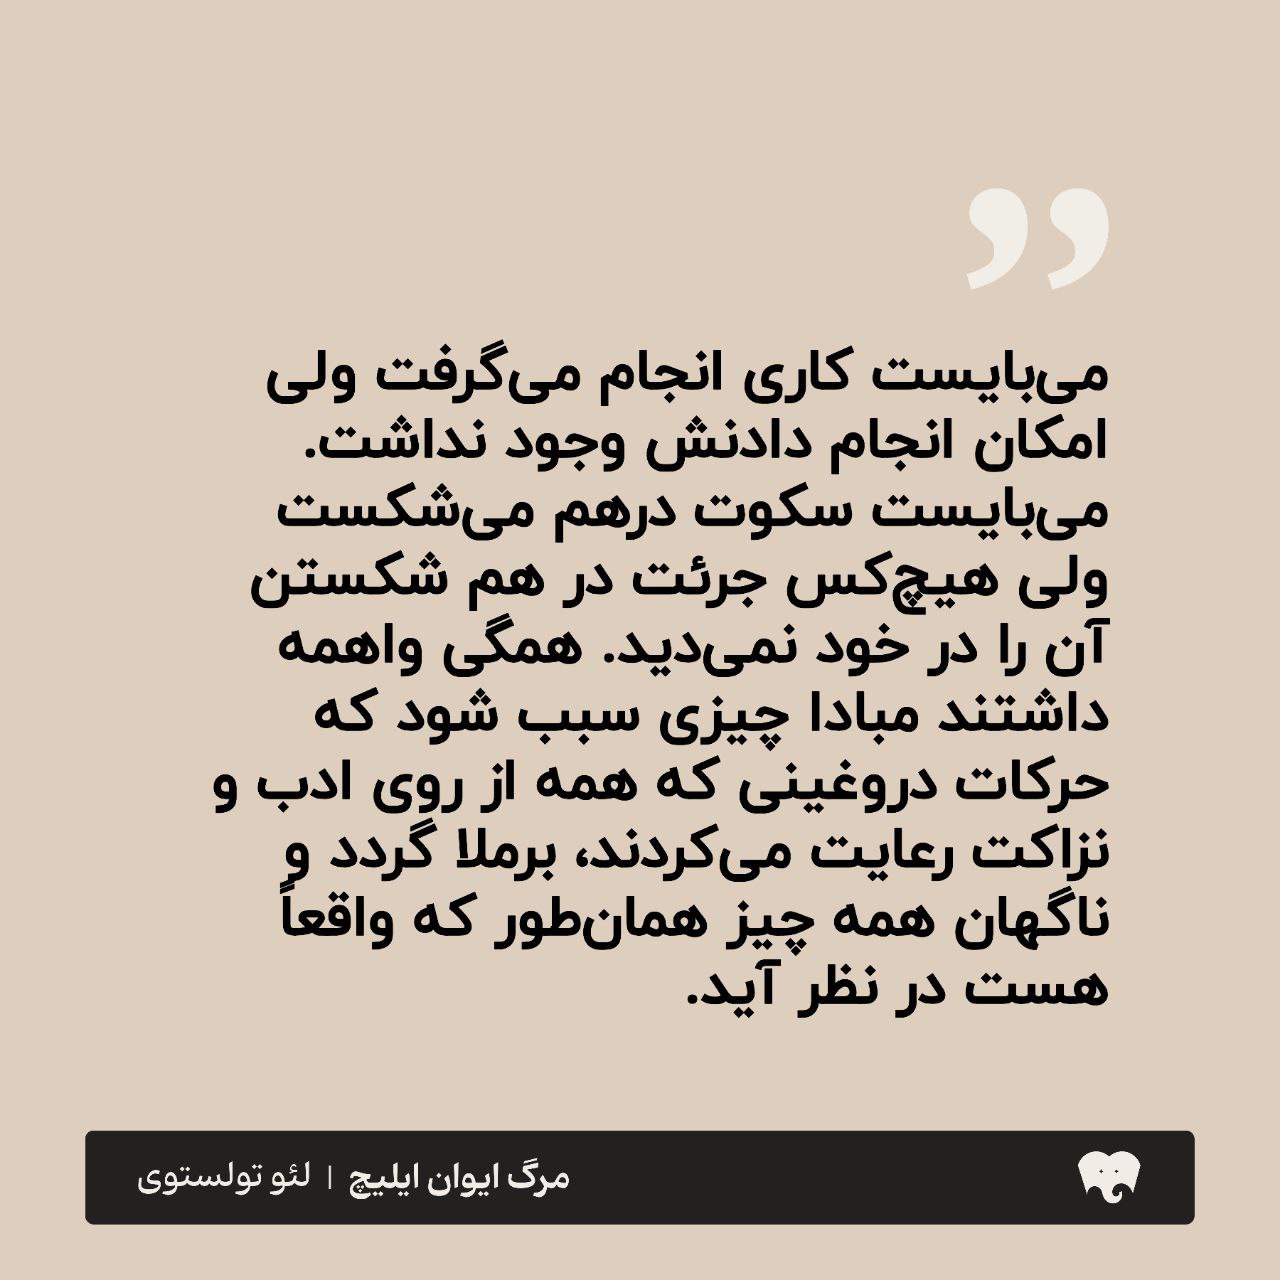 ”
می‌بایست کاری انجام می‌گرفت ولی
امکان انجام دادنش وجود نداشت.
می‌بایست سکوت درهم می‌شکست
ولی هیچ‌کس جرئت در هم شکستن
آن را در خود نمی‌دید. همگی واهمه
داشتند مبادا چیزی سبب شود که
حرکات دروغینی که همه از روی ادب و
نزاکت رعایت می‌کردند، برملا گردد و
ناگهان همه چیز همان‌طور که واقعاً
هست در نظر آید.
مرگ ایوان ایلیچ | لئو تولستوی